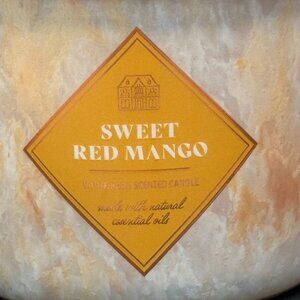 SWEET
RED MANGO
SCENTED CANDLE
made with natural
essential oils